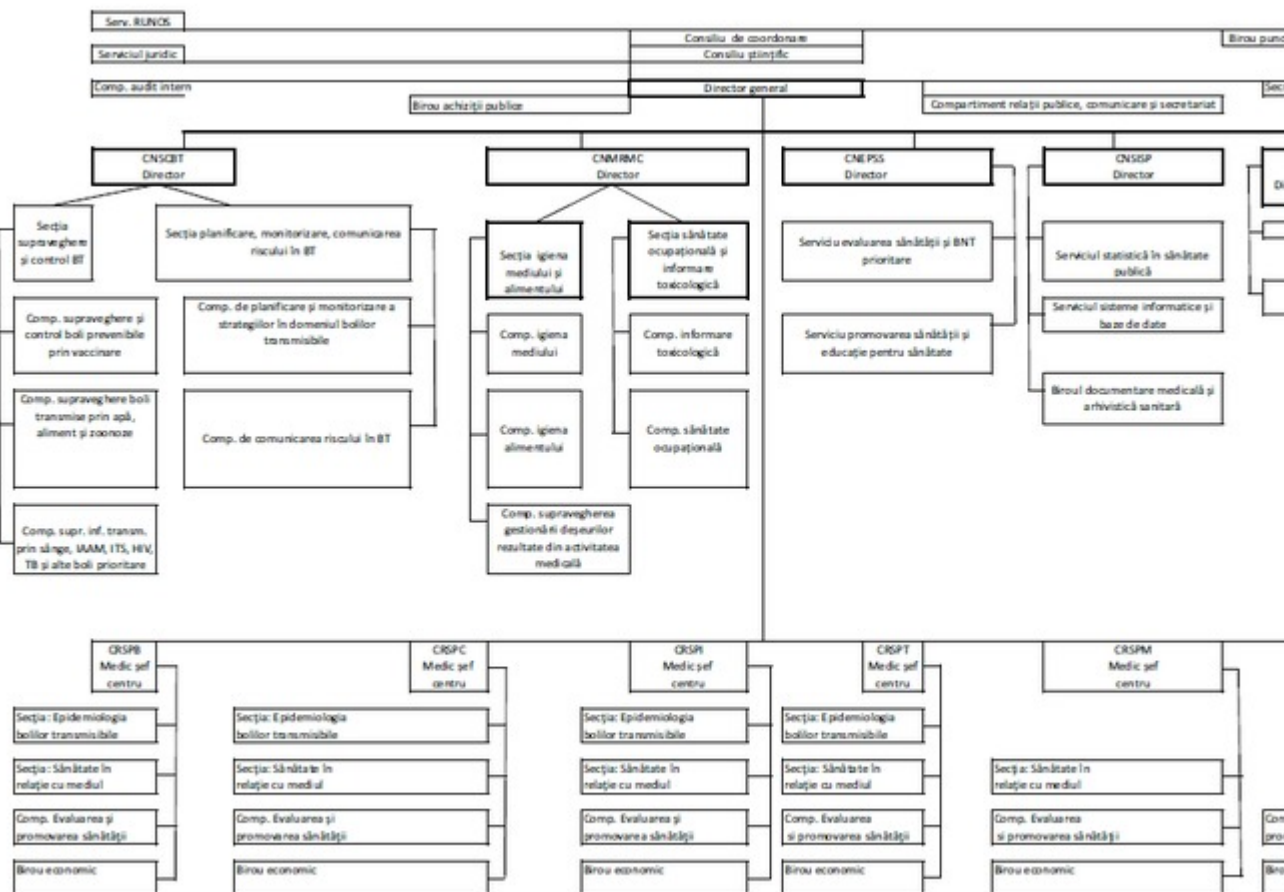 Serv. RUNOS
Consiliu de coordonare
Birou punc
Serviciul juridic
Consiliu științific
Comp. audit intern
Director general
Birou achiziții publice
Compartiment relații publice, comunicare și secretariat
CNSCBT
Director
CNMRMC
Director
CNEPSS
Director
CNSISP
Director
Secția
supraveghere
și control BT
Secția planificare, monitorizare, comunicarea
riscului în BT
Secția igiena
mediului și
alimentului
Secția sănătate
ocupațională și
informare
toxicologică
Serviciu evaluarea sănătății și BNT
prioritare
Serviciul statistică în sănătate
publică
Comp. supraveghere și
control boli prevenibile
prin vaccinare
Comp. de planificare și monitorizare a
strategiilor în domeniul bolilor
transmisibile
Comp. igiena
mediului
Comp. informare
toxicologică
Serviciu promovarea sănătății și
educație pentru sănătate
Serviciul sisteme informatice și
baze de date
Comp. supraveghere boli
transmise prin apă,
aliment și zoonoze
Comp. de comunicarea riscului în BT
Comp. igiena
alimentului
Comp. sănătate
ocupațională
Biroul documentare medicală și
arhivistică sanitară
Comp. supr. inf. transm.
prin sânge, IAAM, ITS, HIV,
TB și alte boli prioritare
Comp. supravegherea
gestionării deșeurilor
rezultate din activitatea
medicală
CRSPB
Medic șef
centru
CRSPC
Medic șef
centru
CRSPI
Medic șef
centru
CRSPT
Medic șef
centru
CRSPM
Medic șef
centru
Secția: Epidemiologia
bolilor transmisibile
Secția: Epidemiologia
bolilor transmisibile
Secția: Epidemiologia
bolilor transmisibile
Secția: Epidemiologia
bolilor transmisibile
Secția: Sănătate în
relație cu mediul
Secția: Sănătate în
relație cu mediul
Secția: Sănătate în
relație cu mediul
Secția: Sănătate în
relație cu mediul
Secția: Sănătate în
relație cu mediul
Comp. Evaluarea și
promovarea sănătății
Comp. Evaluarea și
promovarea sănătății
Comp. Evaluarea și
promovarea sănătății
Comp. Evaluarea
si promovarea sănătății
Comp. Evaluarea
si promovarea sănătății
Birou economic
Birou economic
Birou economic
Birou economic
Birou economic